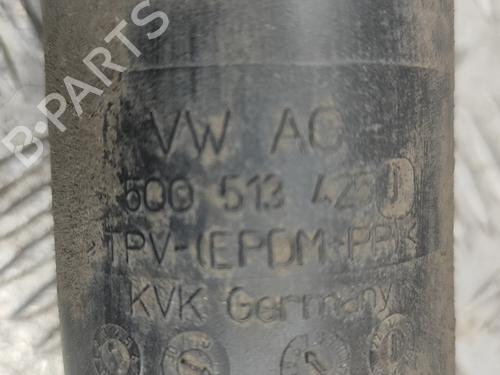 B-PARTS
VW AG
5Q0 513 425 J
>TPV-(EPDM+PP)<
KVK Germany